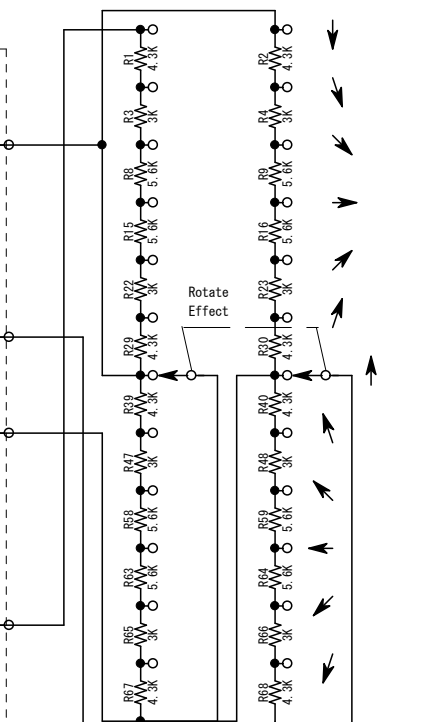 R1 4.3K
R2 4.3K
R3 3K
R4 3K
R8 5.6K
R9 5.6K
R15 5.6K
R16 5.6K
R22 3K
R23 3K
Rotate
Effect
R29 4.3K
R30 4.3K
R39 4.3K
R40 4.3K
R47 3K
R48 3K
R58 5.6K
R59 5.6K
R63 5.6K
R64 5.6K
R65 3K
R66 3K
R67 4.3K
R68 4.3K